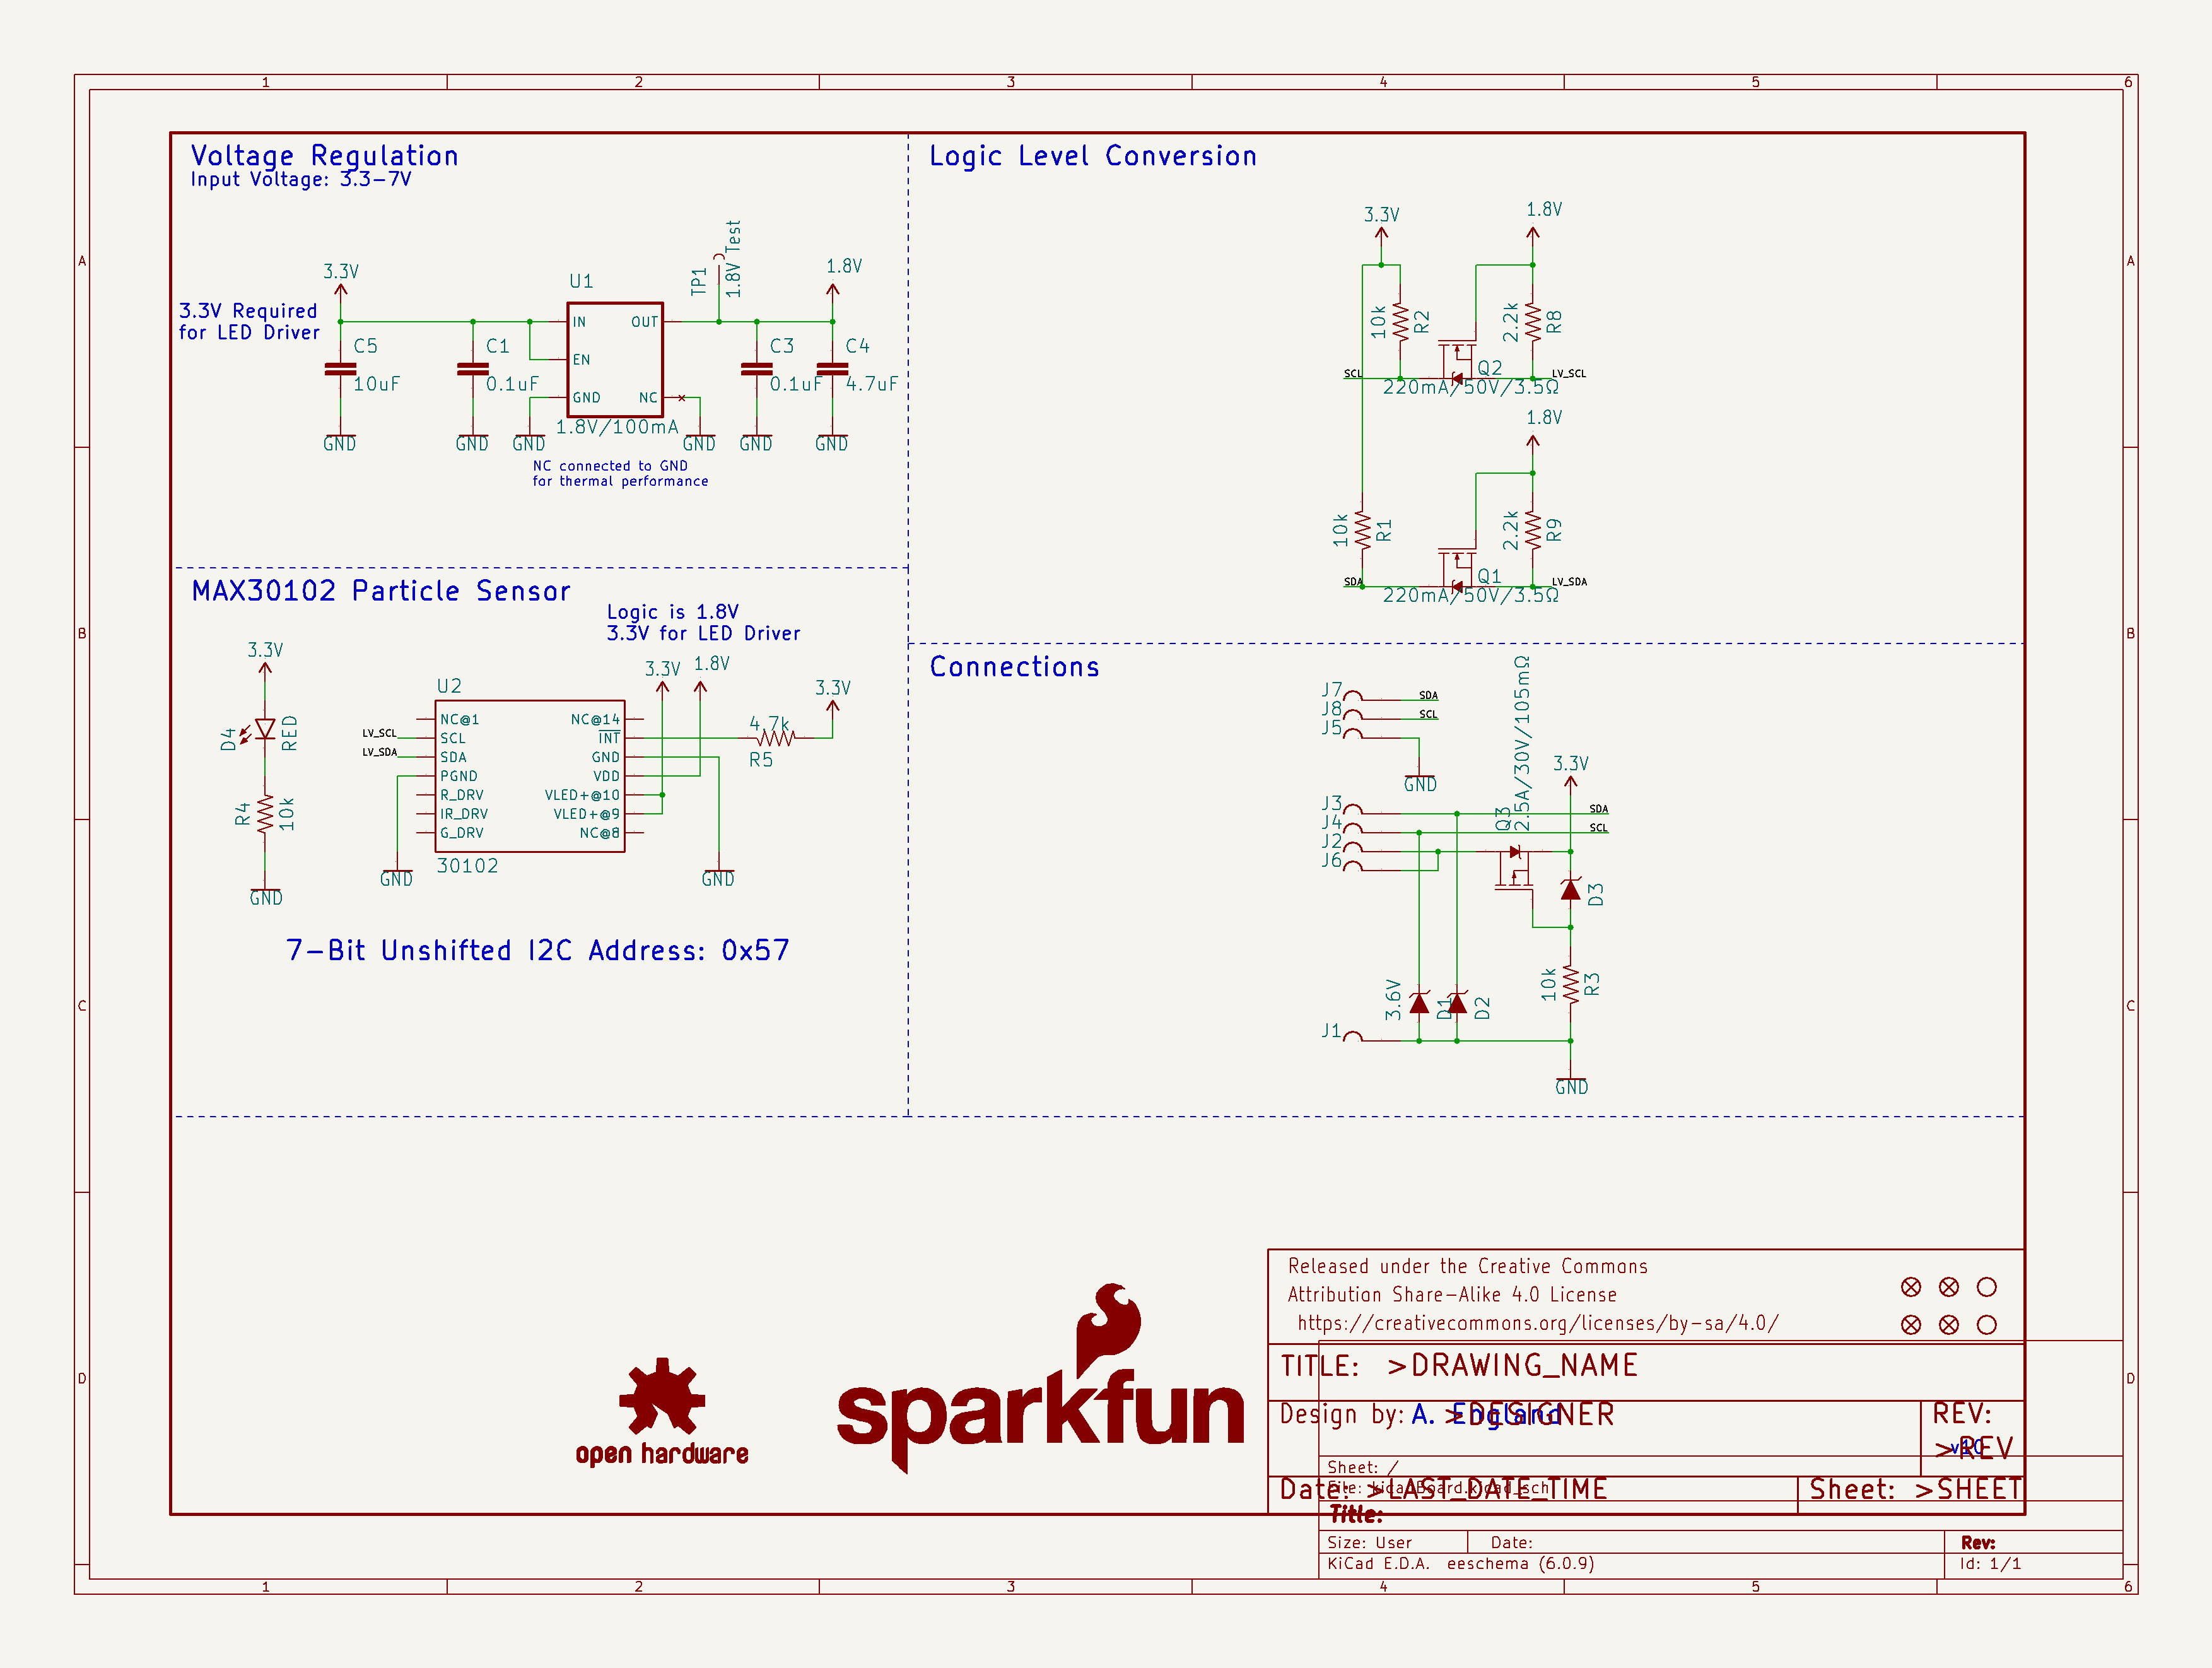 1 2 3 4 5 6
A
B
C
D
A
B
C
D
Voltage Regulation
Input Voltage: 3.3-7V
3.3V Required
for LED Driver
3.3V
C5
10uF
GND
C1
0.1uF
GND
GND
U1
IN
EN
GND
OUT
NC
1.8V/100mA
GND
TP1
1.8V Test
C3
0.1uF
GND
1.8V
C4
4.7uF
GND
NC connected to GND
for thermal performance
Logic Level Conversion
3.3V
1.8V
10k
R2
2.2k
R8
SCL
Q2
LV_SCL
220mA/50V/3.5Ω
1.8V
10k
R1
2.2k
R9
SDA
Q1
LV_SDA
220mA/50V/3.5Ω
MAX30102 Particle Sensor
Logic is 1.8V
3.3V for LED Driver
3.3V
D4
RED
R4
10k
GND
LV_SCL
LV_SDA
GND
U2
NC@1
SCL
SDA
PGND
R_DRV
IR_DRV
G_DRV
NC@14
INT
GND
VDD
VLED+@10
VLED+@9
NC@8
30102
3.3V
1.8V
3.3V
4.7k
R5
GND
7-Bit Unshifted I2C Address: 0x57
Connections
J7
J8
J5
SDA
SCL
GND
J3
J4
J2
J6
SDA
SCL
Q3
2.5A/30V/105mΩ
3.3V
D3
10k
R3
3.6V
D1
D2
J1
GND
open hardware
sparkfun
Released under the Creative Commons
Attribution Share-Alike 4.0 License
https://creativecommons.org/licenses/by-sa/4.0/
TITLE: >DRAWING_NAME
Design by: A. England
>DESIGNER
REV:
>REV
v10
Sheet: /
File: kicadBoard.kicad_sch
Date: >LAST_DATE_TIME
Sheet: >SHEET
Title:
Size: User
Date:
Rev:
KiCad E.D.A. eeschema (6.0.9)
Id: 1/1
1 2 3 4 5 6